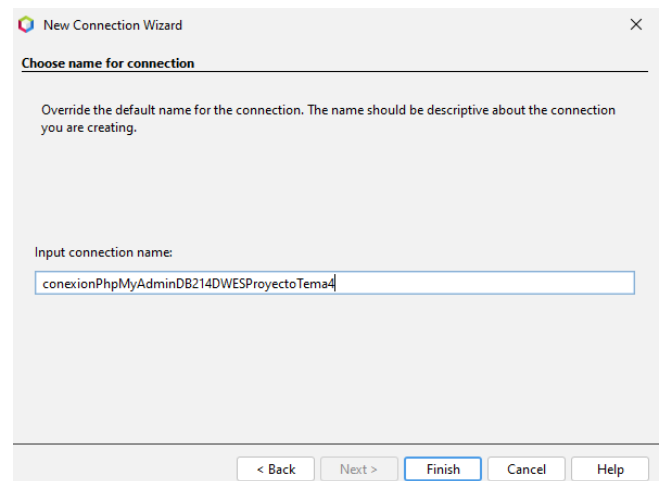 New Connection Wizard
Choose name for connection
Override the default name for the connection. The name should be descriptive about the connection
you are creating.
Input connection name:
conexionPhpMyAdminDB214DWESProyectoTema4
< Back Next > Finish Cancel Help